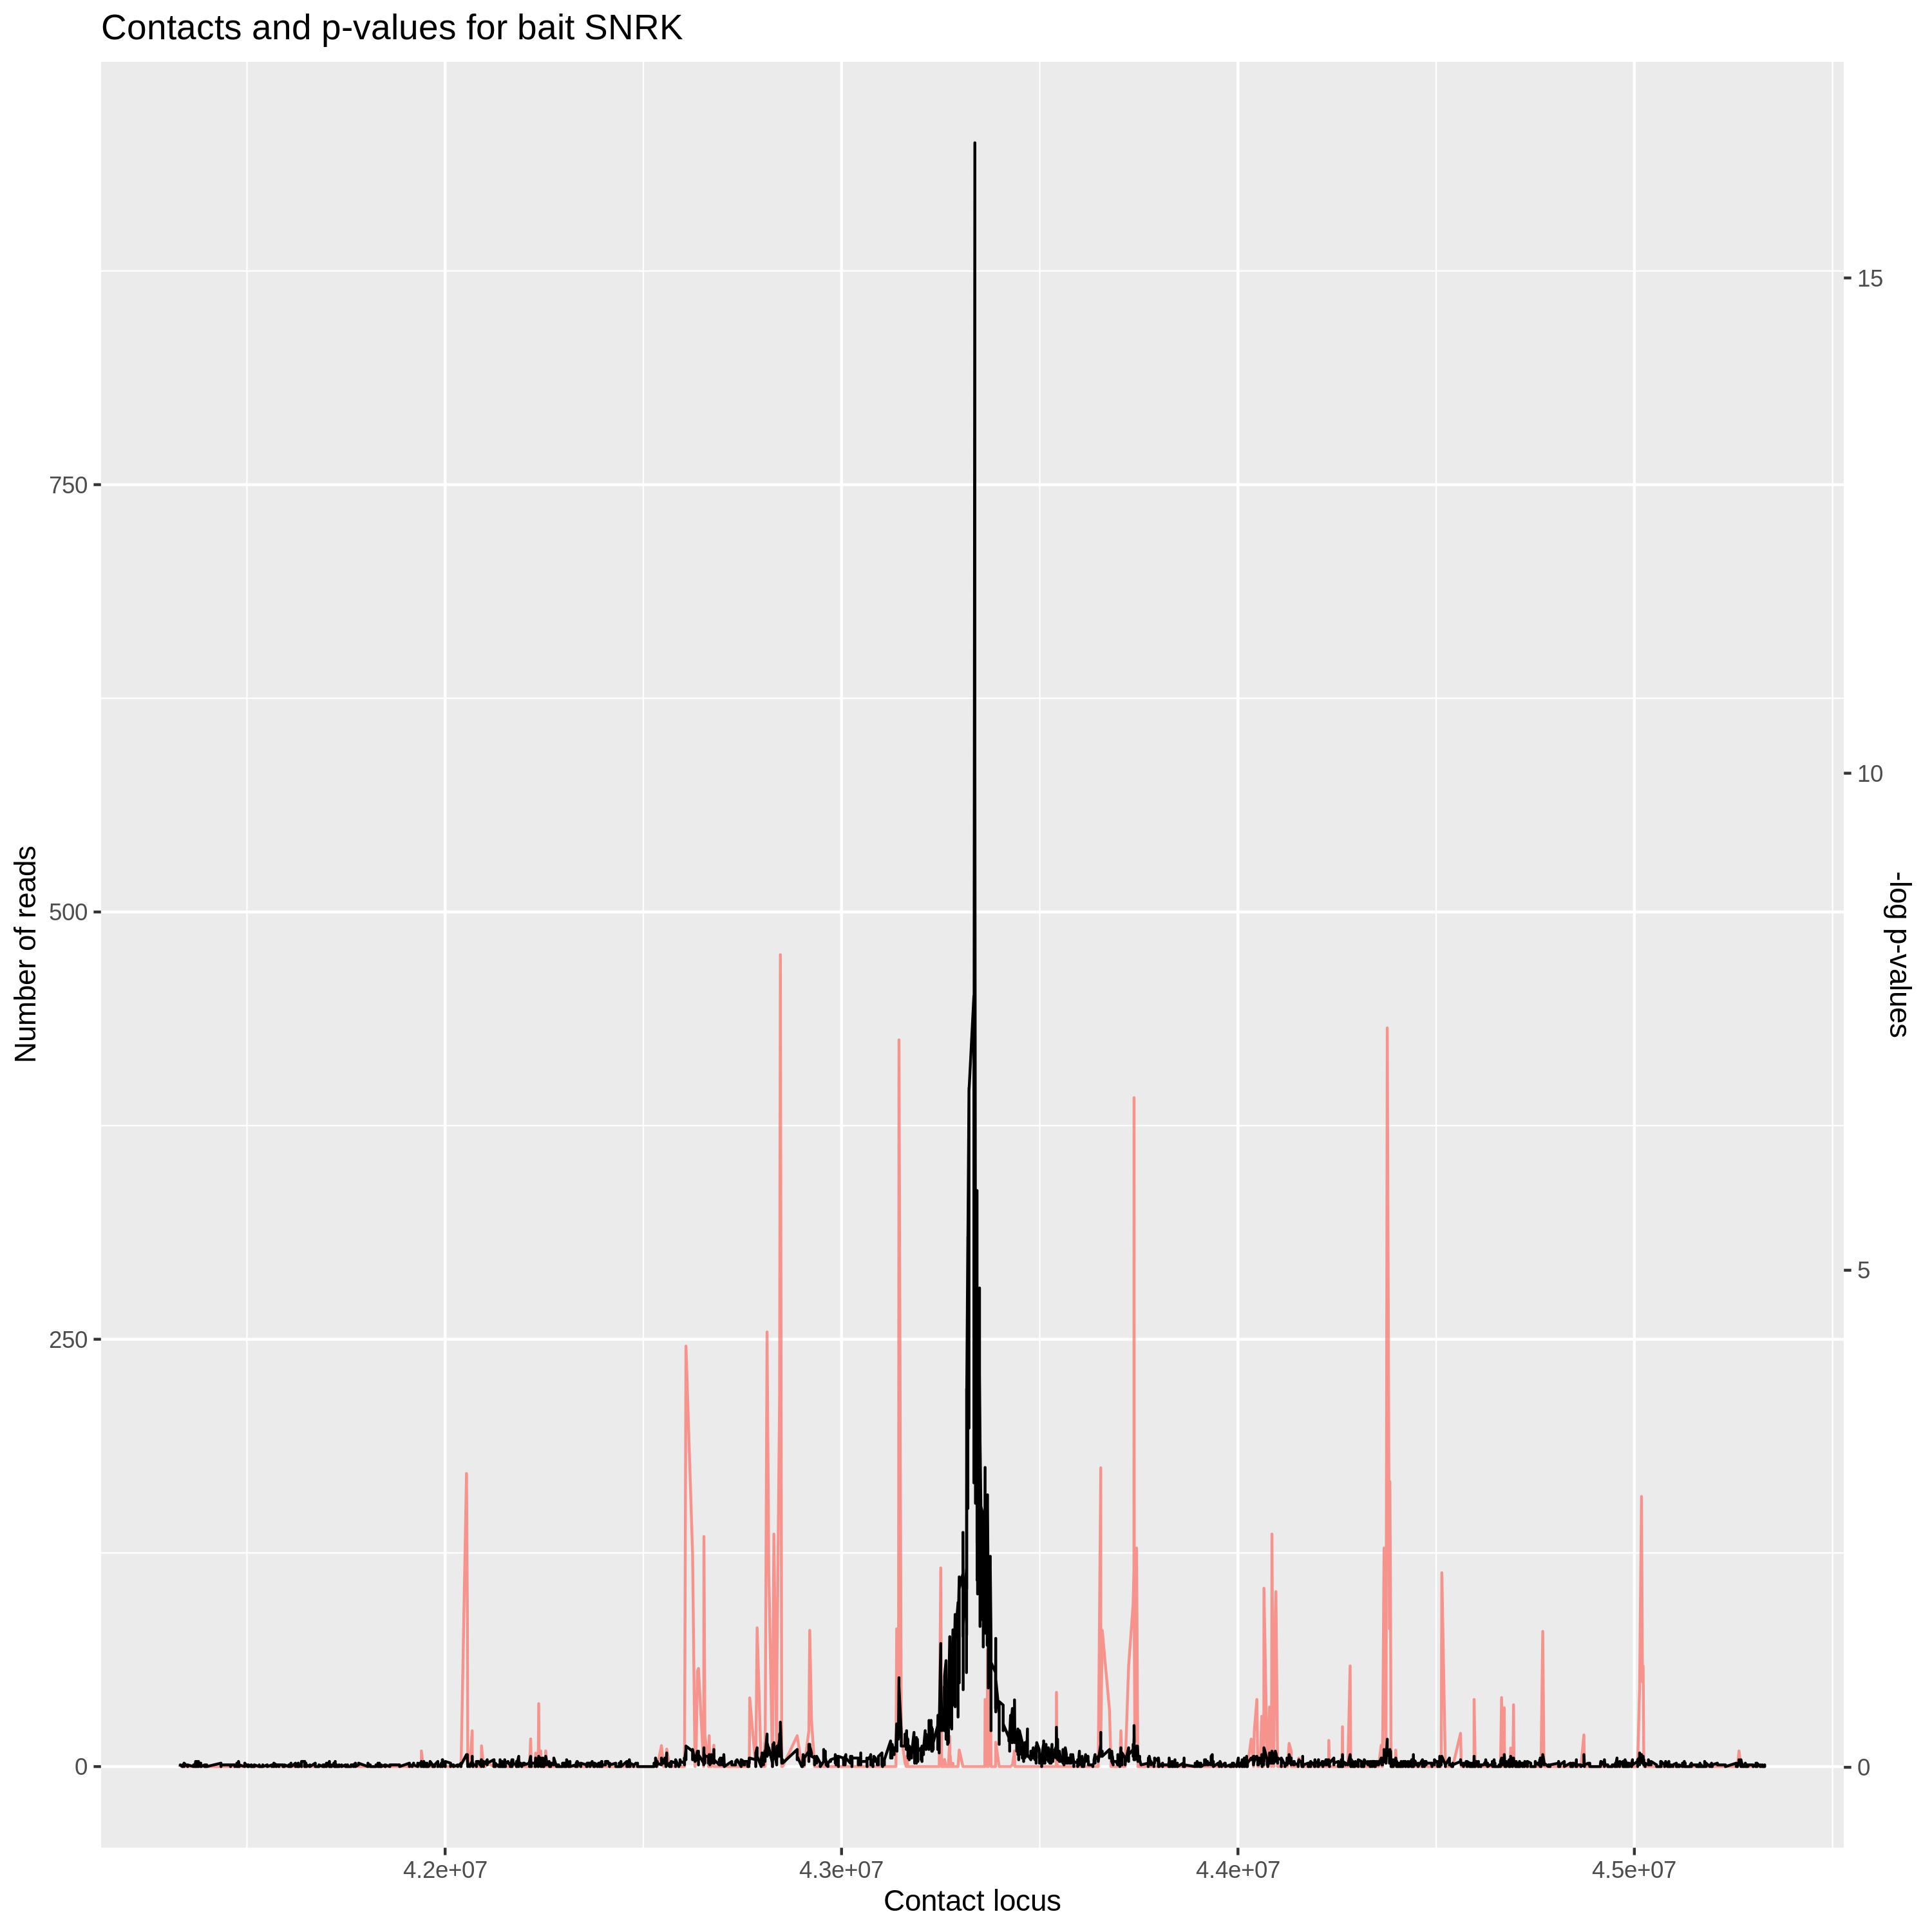 Contacts and p-values for bait SNRK
Number of reads
750
500
250
0
15
10
5
0
-log p-values
4.2e+07
4.3e+07
4.4e+07
4.5e+07
Contact locus